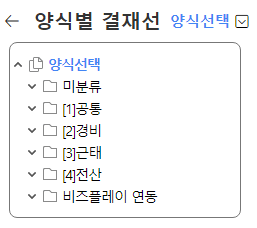 양식별 결재선 양식선택
양식선택
미분류
[1]공통
[2]경비
[3]근태
[4]전산
비즈플레이 연동